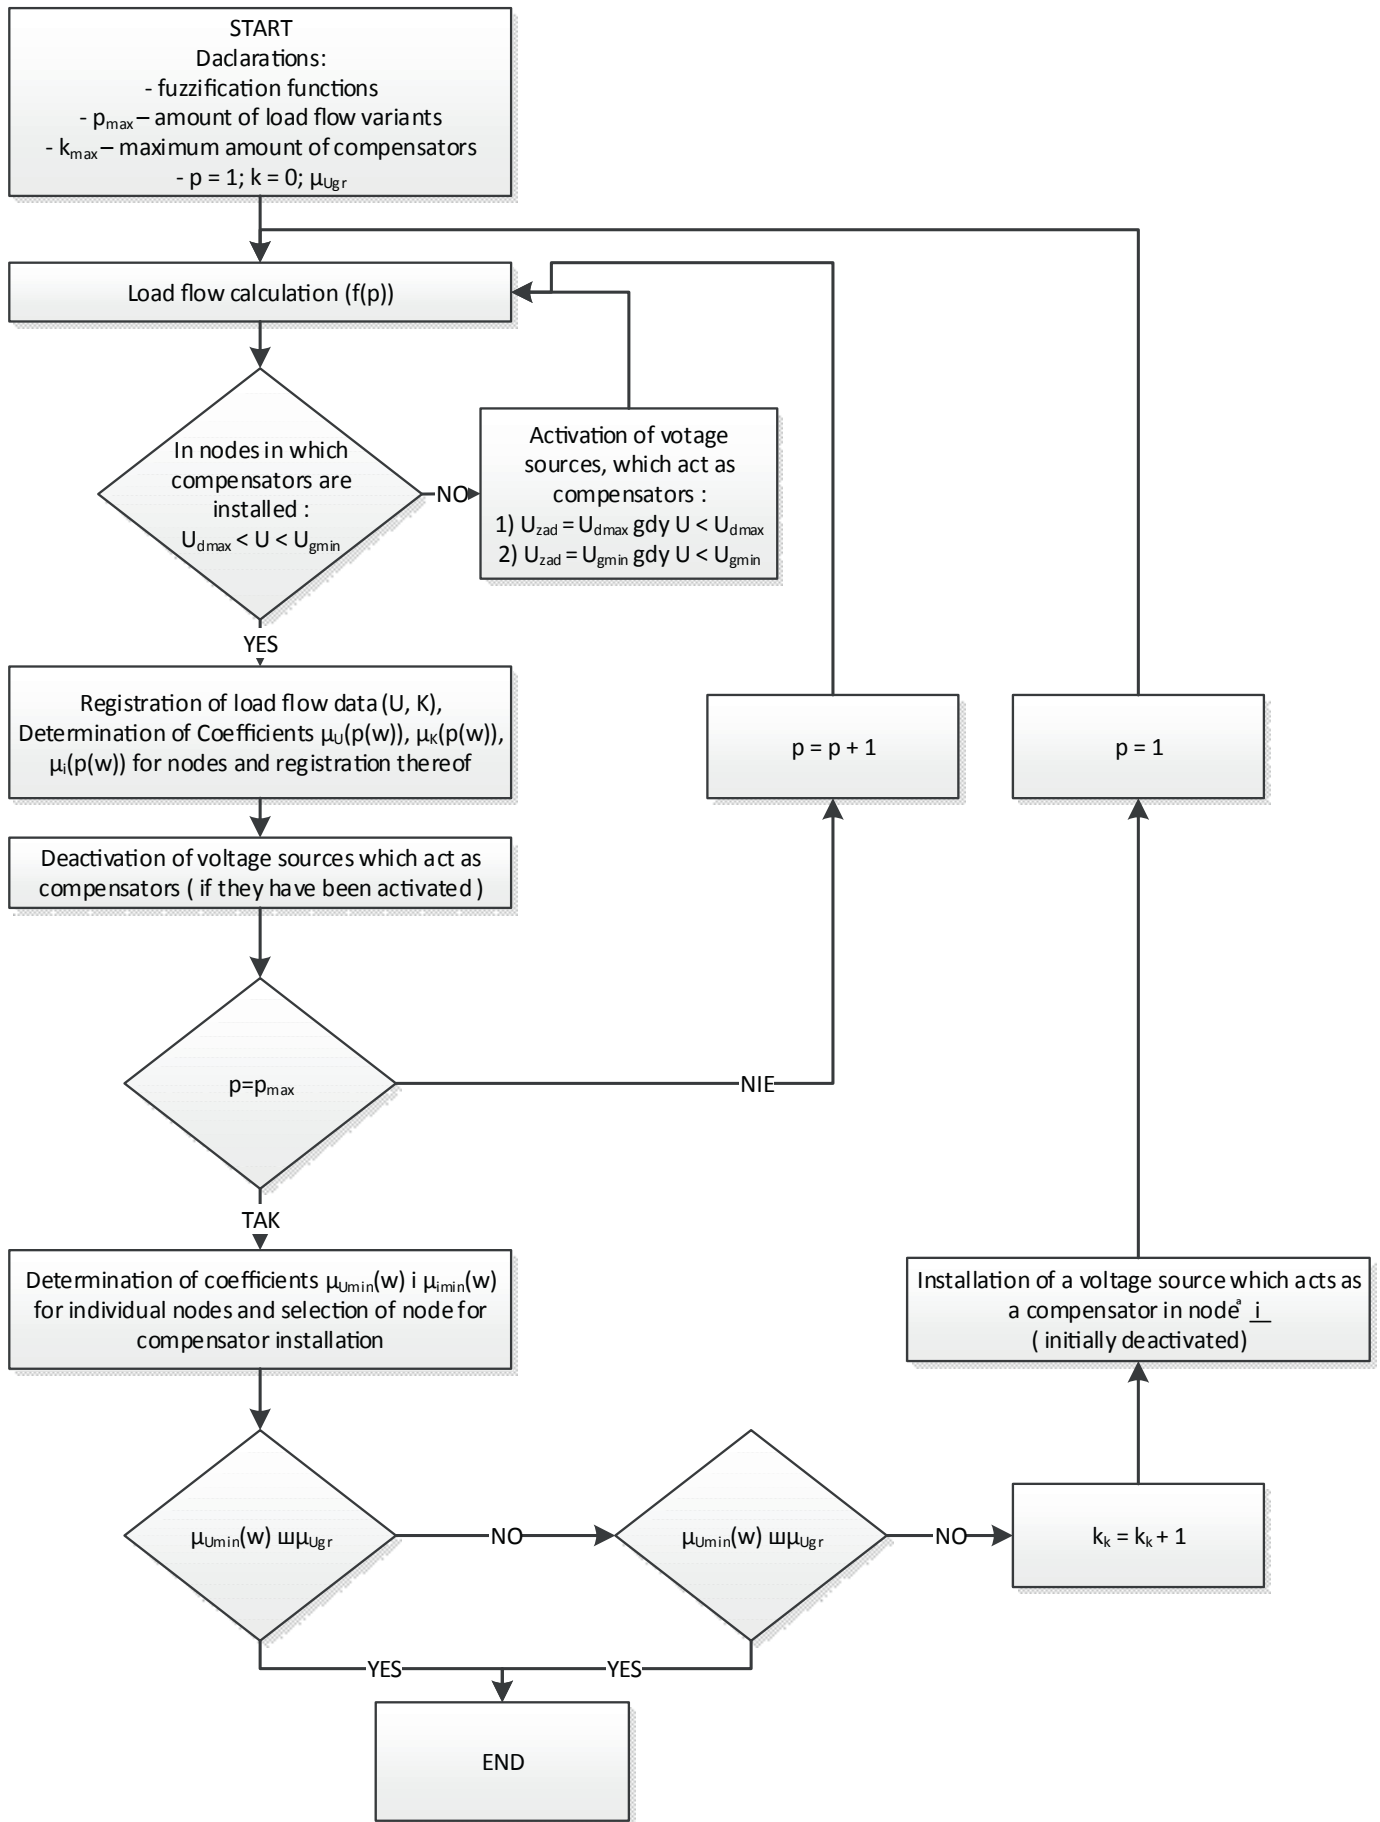 START
Daclarations:
- fuzzification functions
- pmax – amount of load flow variants
- kmax – maximum amount of compensators
- p = 1; k = 0; μUgr
Load flow calculation (f(p))
In nodes in which
compensators are
installed :
Udmax < U < Ugmin
NO
Activation of votage
sources, which act as
compensators :
1) Uzad = Udmax gdy U < Udmax
2) Uzad = Ugmin gdy U < Ugmin
YES
Registration of load flow data (U, K),
Determination of Coefficients μU(p(w)), μK(p(w)),
μi(p(w)) for nodes and registration thereof
p = p + 1
p = 1
Deactivation of voltage sources which act as
compensators ( if they have been activated )
p=pmax
NIE
TAK
Determination of coefficients μUmin(w) i μimin(w)
for individual nodes and selection of node for
compensator installation
Installation of a voltage source which acts as
a compensator in nodeª i
( initially deactivated)
μUmin(w) шμUgr
NO
μUmin(w) шμUgr
NO
kk = kk + 1
YES
YES
END